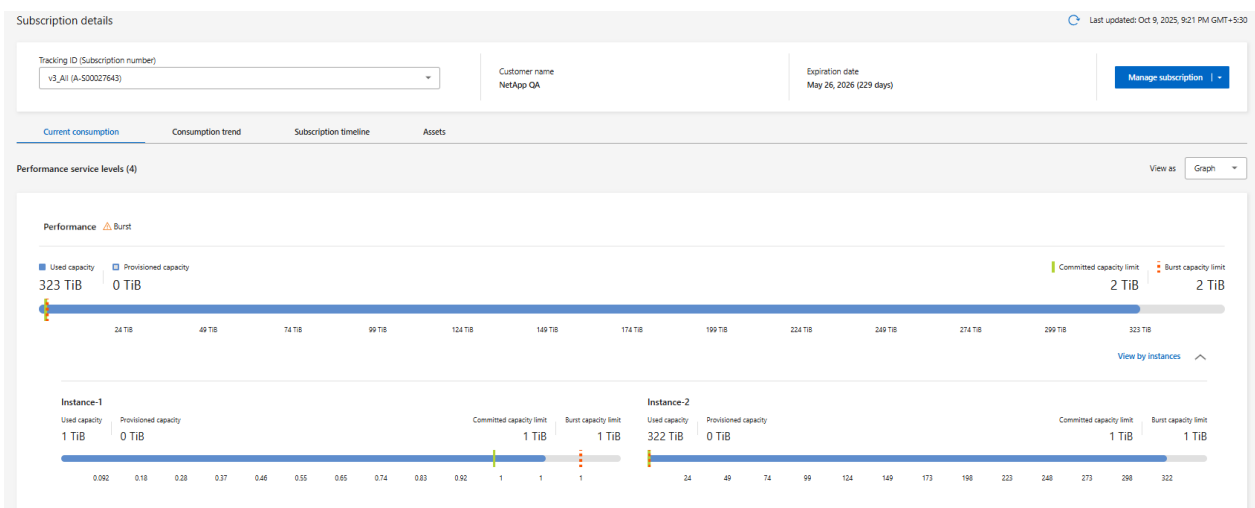 Subscription details
Last updated: Oct 9, 2025, 9:21 PM GMT+5:30
Tracking ID (Subscription number)
v3_All (A-S00027643)
Customer name
NetApp QA
Expiration date
May 26, 2026 (229 days)
Manage subscription
Current consumption Consumption trend Subscription timeline Assets
Performance service levels (4)
View as Graph
Performance Burst
Used capacity Provisioned capacity Committed capacity limit Burst capacity limit
323 TiB 0 TiB 2 TiB 2 TiB
24 TiB 49 TiB 74 TiB 99 TiB 124 TiB 149 TiB 174 TiB 199 TiB 224 TiB 249 TiB 274 TiB 299 TiB 323 TiB
View by instances
Instance-1
Used capacity Provisioned capacity Committed capacity limit Burst capacity limit
1 TiB 0 TiB 1 TiB 1 TiB
0.092 0.18 0.28 0.37 0.46 0.55 0.65 0.74 0.83 0.92 1 1 1
Instance-2
Used capacity Provisioned capacity Committed capacity limit Burst capacity limit
322 TiB 0 TiB 1 TiB 1 TiB
24 49 74 99 124 149 173 198 223 248 273 298 322